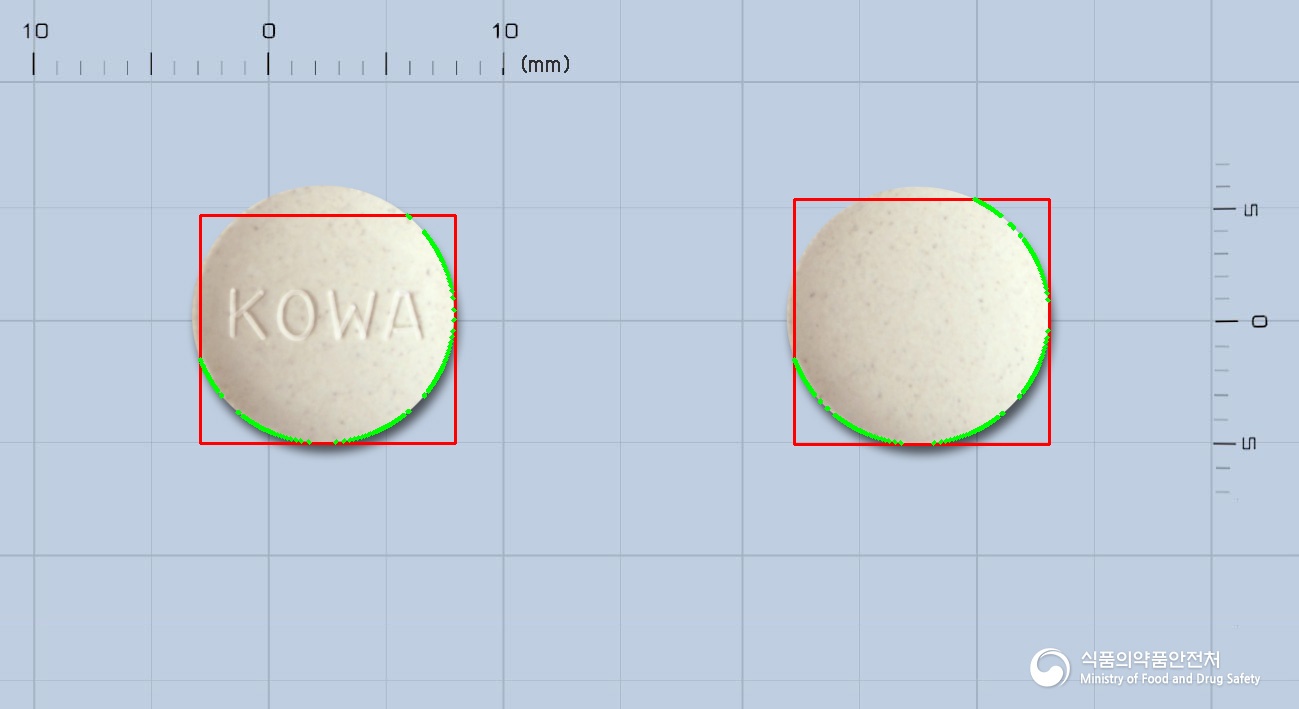 10 0 10
(mm)
KOWA
5
0
5
식품의약품안전처
Ministry of Food and Drug Safety